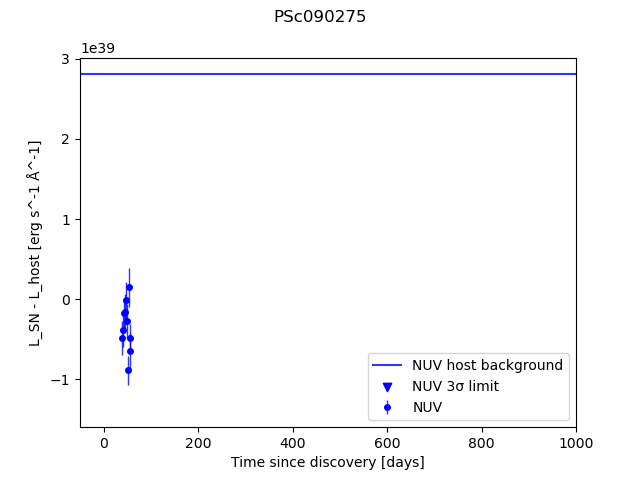 PSc090275
1e39
3
2
1
0
−1
L_SN - L_host [erg s^-1 Å^-1]
NUV host background
NUV 3σ limit
NUV
0 200 400 600 800 1000
Time since discovery [days]